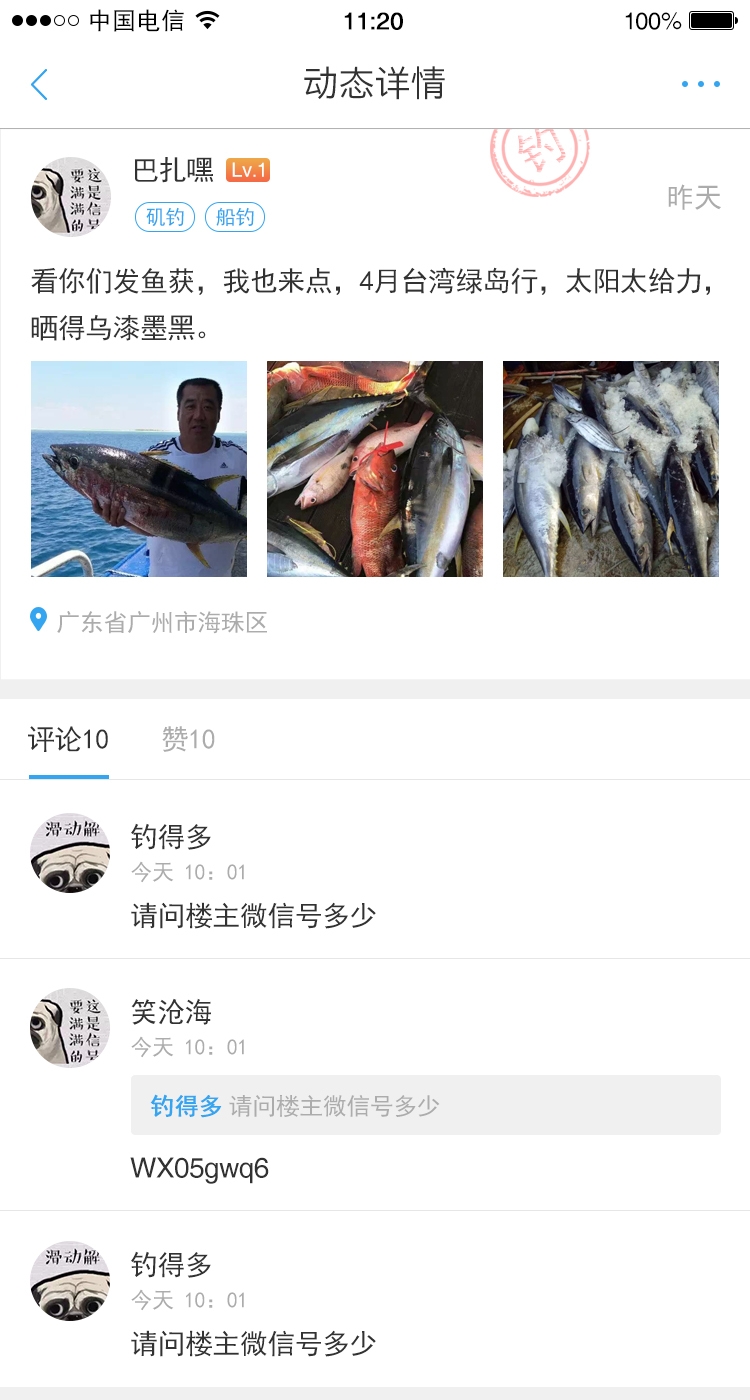 中国电信
11:20
100%
动态详情
钓
巴扎嘿
Lv.1
要这
满是
满信
的号
矶钓
船钓
昨天
看你们发鱼获，我也来点，4月台湾绿岛行，太阳太给力，
晒得乌漆墨黑。
广东省广州市海珠区
评论10
赞10
滑动解
钓得多
今天 10：01
请问楼主微信号多少
要这
满是
满信
的号
笑沧海
今天 10：01
钓得多 请问楼主微信号多少
WX05gwq6
滑动解
钓得多
今天 10：01
请问楼主微信号多少